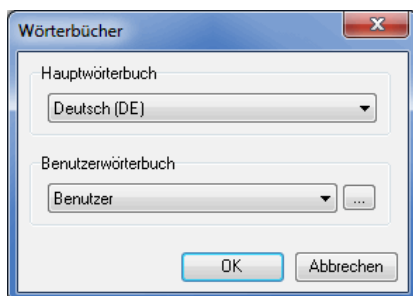 Wörterbücher
Hauptwörterbuch
Deutsch (DE)
Benutzerwörterbuch
Benutzer
...
OK
Abbrechen